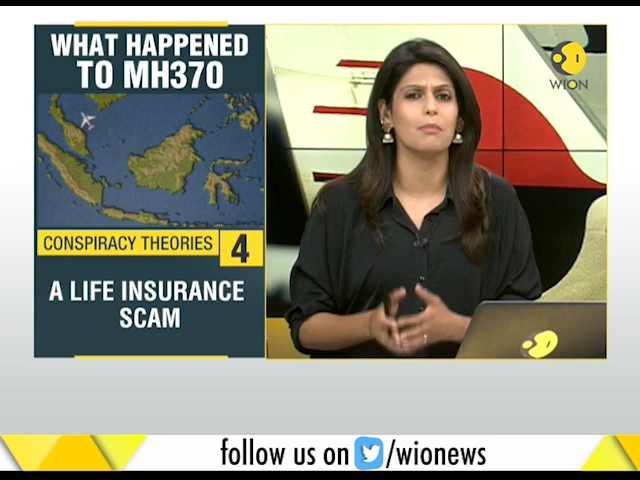 WHAT HAPPENED
TO MH370
CONSPIRACY THEORIES 4
A LIFE INSURANCE
SCAM
WION
follow us on /wionews